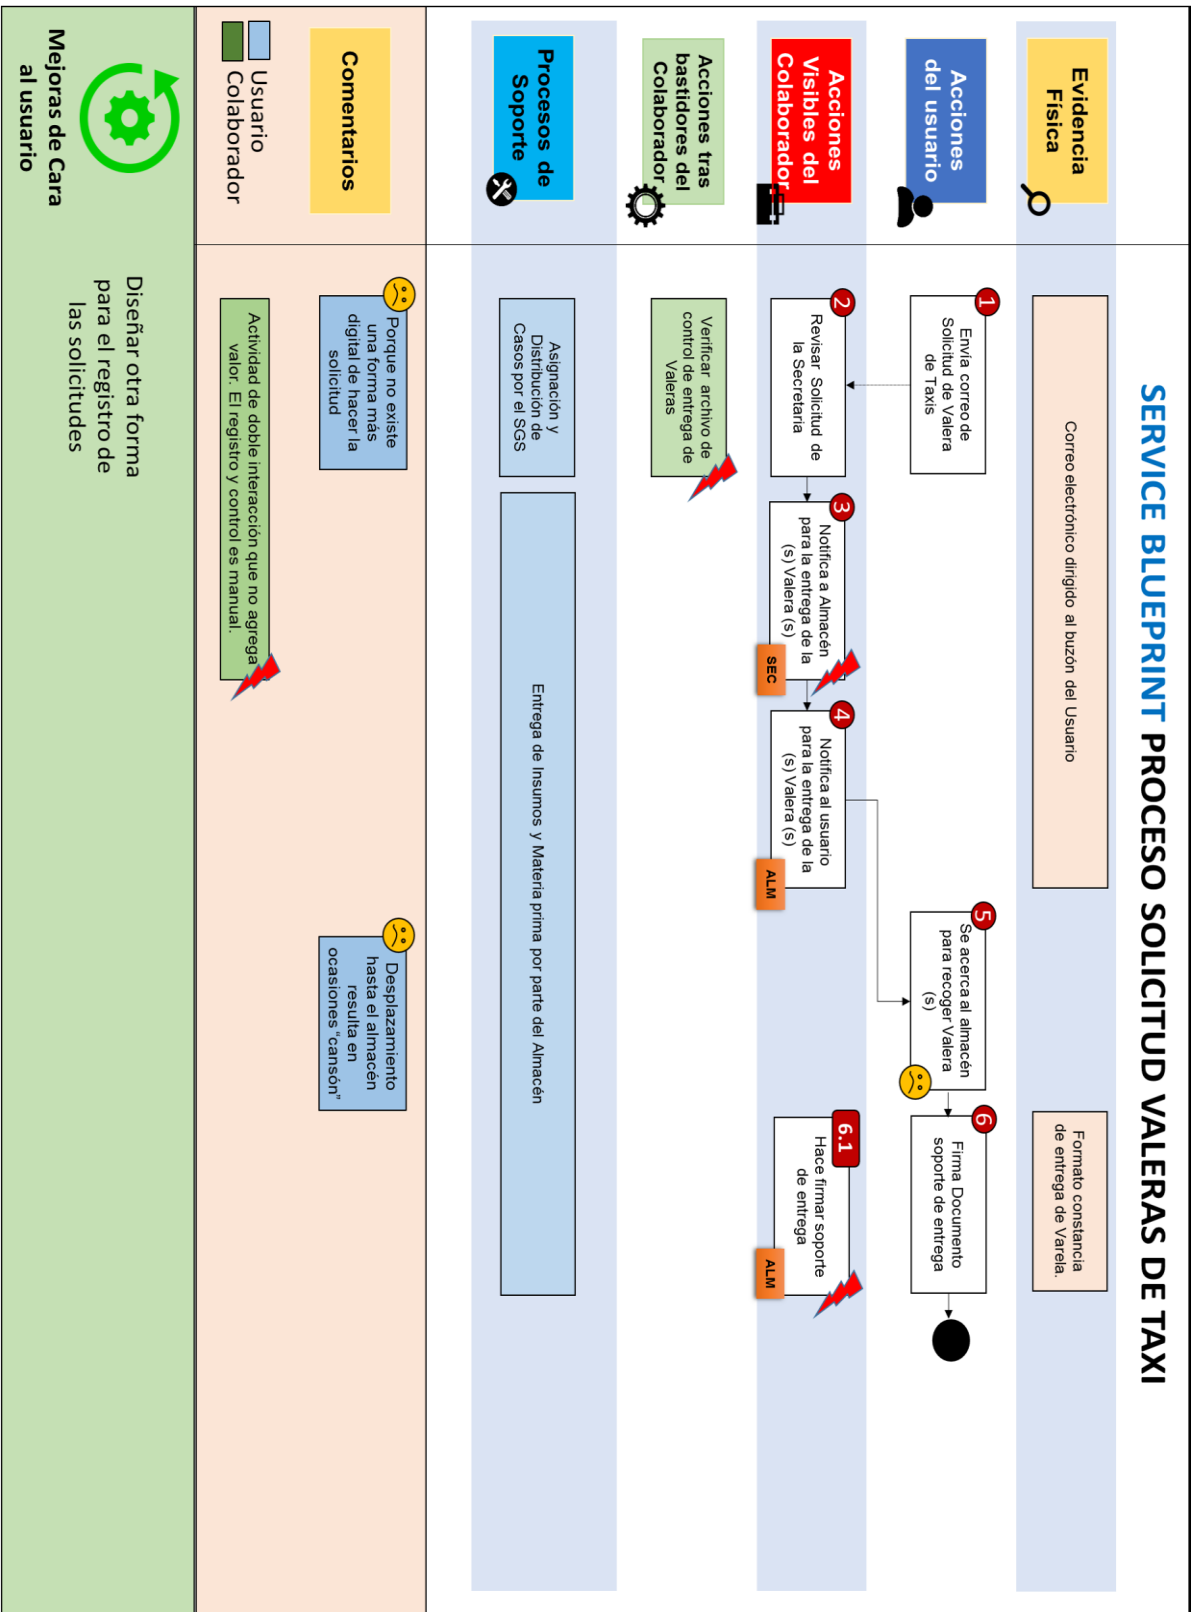 SERVICE BLUEPRINT PROCESO SOLICITUD VALERAS DE TAXI
Evidencia
Física
Correo electrónico dirigido al buzón del Usuario
Formato constancia
de entrega de Varela.
Acciones
del usuario
1
Envía correo de
Solicitud de Valera
de Taxis
5
Se acerca al almacén
para recoger Valera
(s)
6
Firma Documento
soporte de entrega
Acciones
Visibles del
Colaborador
2
Revisar Solicitud de
la Secretaria
3
Notifica a Almacén
para la entrega de la
(s) Valera (s)
SEC
4
Notifica al usuario
para la entrega de la
(s) Valera (s)
ALM
6.1
Hace firmar soporte
de entrega
ALM
Acciones tras
bastidores del
Colaborador
Verificar archivo de
control de entrega de
Valeras
Procesos de
Soporte
Asignación y
Distribución de
Casos por el SGS
Entrega de Insumos y Materia prima por parte del Almacén
Comentarios
Usuario
Colaborador
Porque no existe
una forma más
digital de hacer la
solicitud
Desplazamiento
hasta el almacén
resulta en
ocasiones “cansón”
Actividad de doble interacción que no agrega
valor. El registro y control es manual.
Mejoras de Cara
al usuario
Diseñar otra forma
para el registro de
las solicitudes